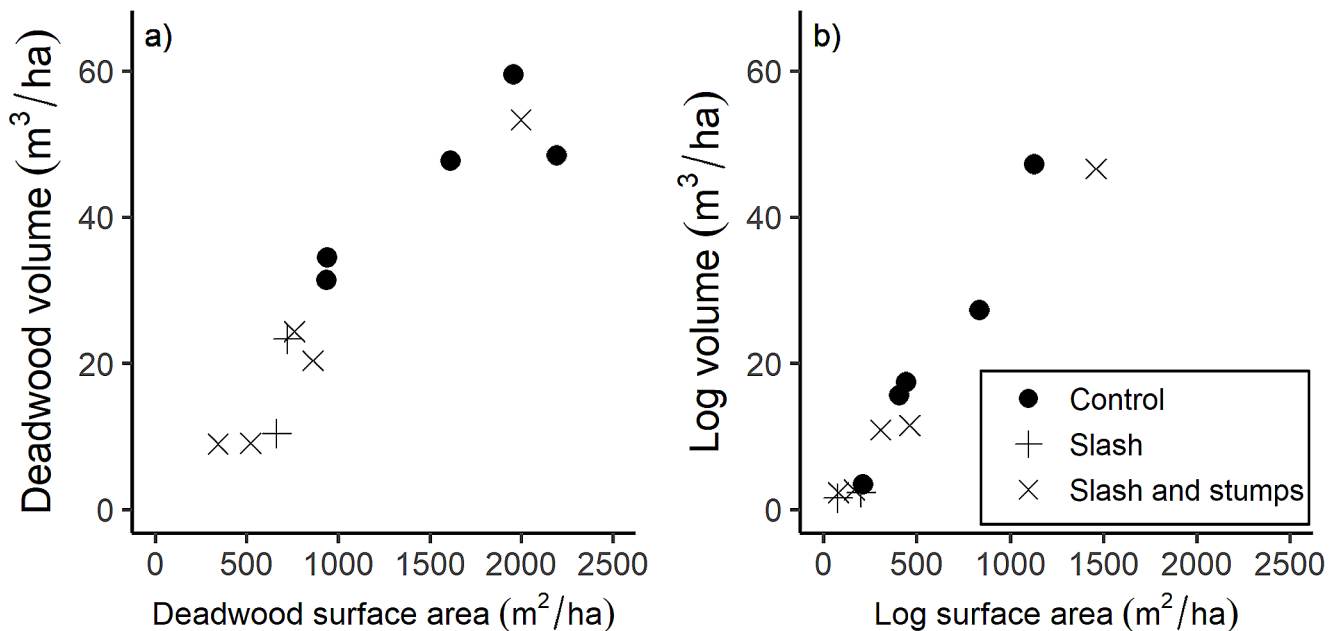 a)
Deadwood volume (m³/ha)
60
40
20
0
0 500 1000 1500 2000 2500
Deadwood surface area (m²/ha)
b)
Log volume (m³/ha)
60
40
20
0
Control
Slash
Slash and stumps
0 500 1000 1500 2000 2500
Log surface area (m²/ha)